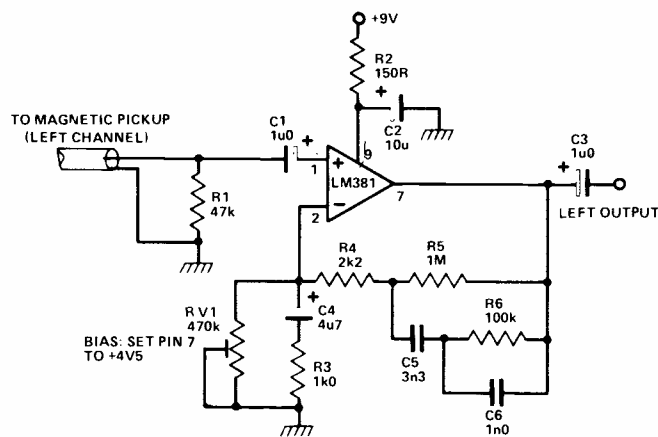 +9V
R2
150R
TO MAGNETIC PICKUP
(LEFT CHANNEL)
C1
1u0
+
+
C2
10u
C3
1u0
+
9
1
+
LM381
7
R1
47k
2
−
LEFT OUTPUT
R4
2k2
R5
1M
RV1
470k
+
C4
4u7
R6
100k
BIAS: SET PIN 7
TO +4V5
C5
3n3
R3
1k0
C6
1n0